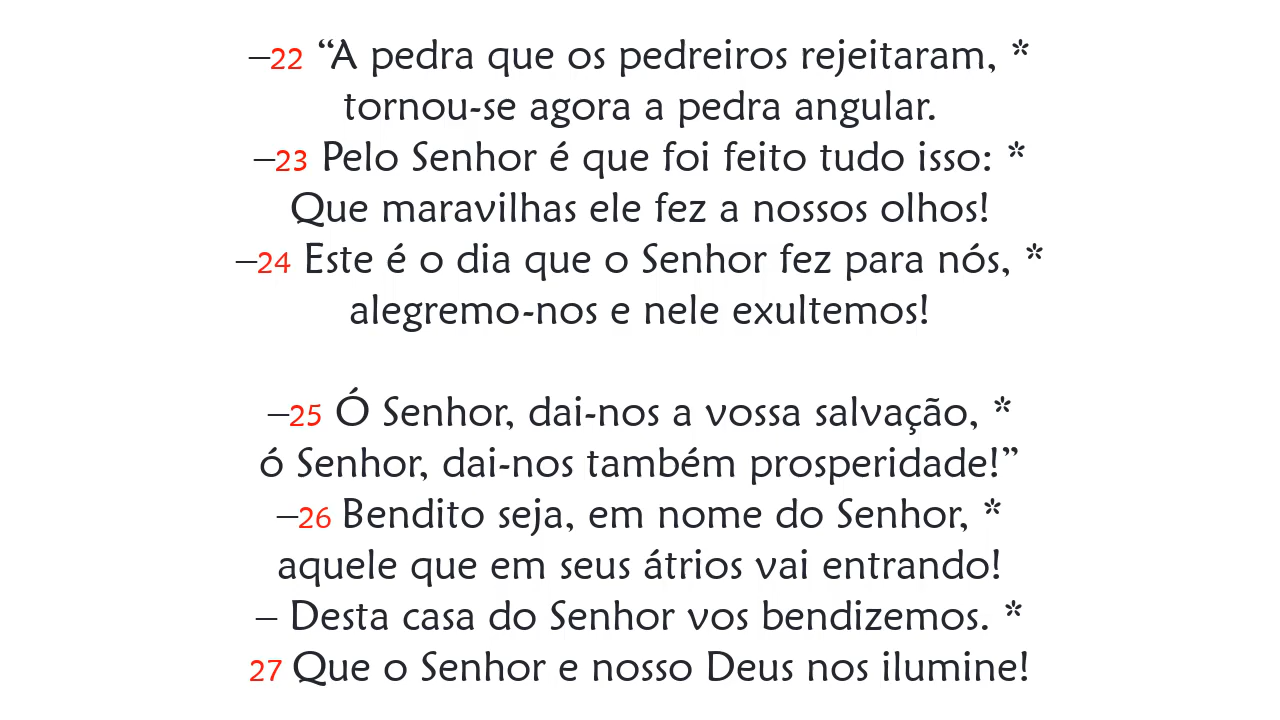 –22 “A pedra que os pedreiros rejeitaram, *
tornou-se agora a pedra angular.
–23 Pelo Senhor é que foi feito tudo isso: *
Que maravilhas ele fez a nossos olhos!
–24 Este é o dia que o Senhor fez para nós, *
alegremo-nos e nele exultemos!
–25 Ó Senhor, dai-nos a vossa salvação, *
ó Senhor, dai-nos também prosperidade!”
–26 Bendito seja, em nome do Senhor, *
aquele que em seus átrios vai entrando!
– Desta casa do Senhor vos bendizemos. *
27 Que o Senhor e nosso Deus nos ilumine!